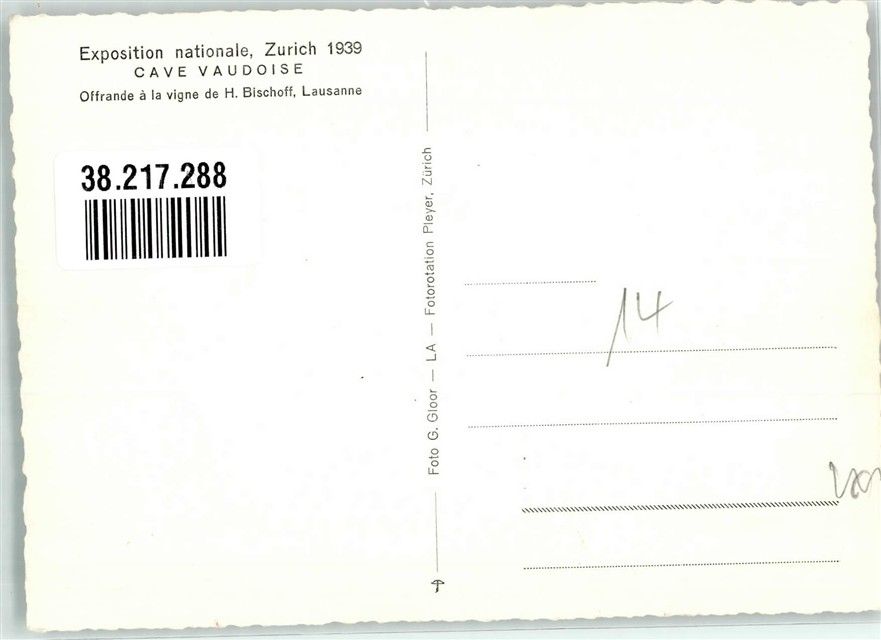 Exposition nationale, Zurich 1939
CAVE VAUDOISE
Offrande à la vigne de H. Bischoff, Lausanne
38.217.288
Foto G. Gloor — LA — Fotorotation Pleyer, Zürich
14